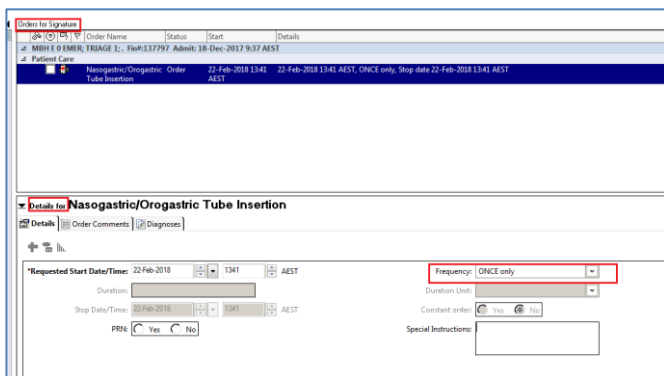 Orders for Signature
Order Name Status Start Details
MBH E 0 EMER; TRIAGE 1; . Fin#:137797 Admit: 18-Dec-2017 9:37 AEST
Patient Care
Nasogastric/Orogastric Tube Insertion Order 22-Feb-2018 13:41 AEST 22-Feb-2018 13:41 AEST, ONCE only, Stop date 22-Feb-2018 13:41 AEST
Details for Nasogastric/Orogastric Tube Insertion
Details Order Comments Diagnoses
*Requested Start Date/Time: 22-Feb-2018 1341 AEST Frequency: ONCE only
Duration: Duration Unit:
Stop Date/Time: 22-Feb-2018 1341 AEST Constant order: Yes No
PRN: Yes No Special Instructions: